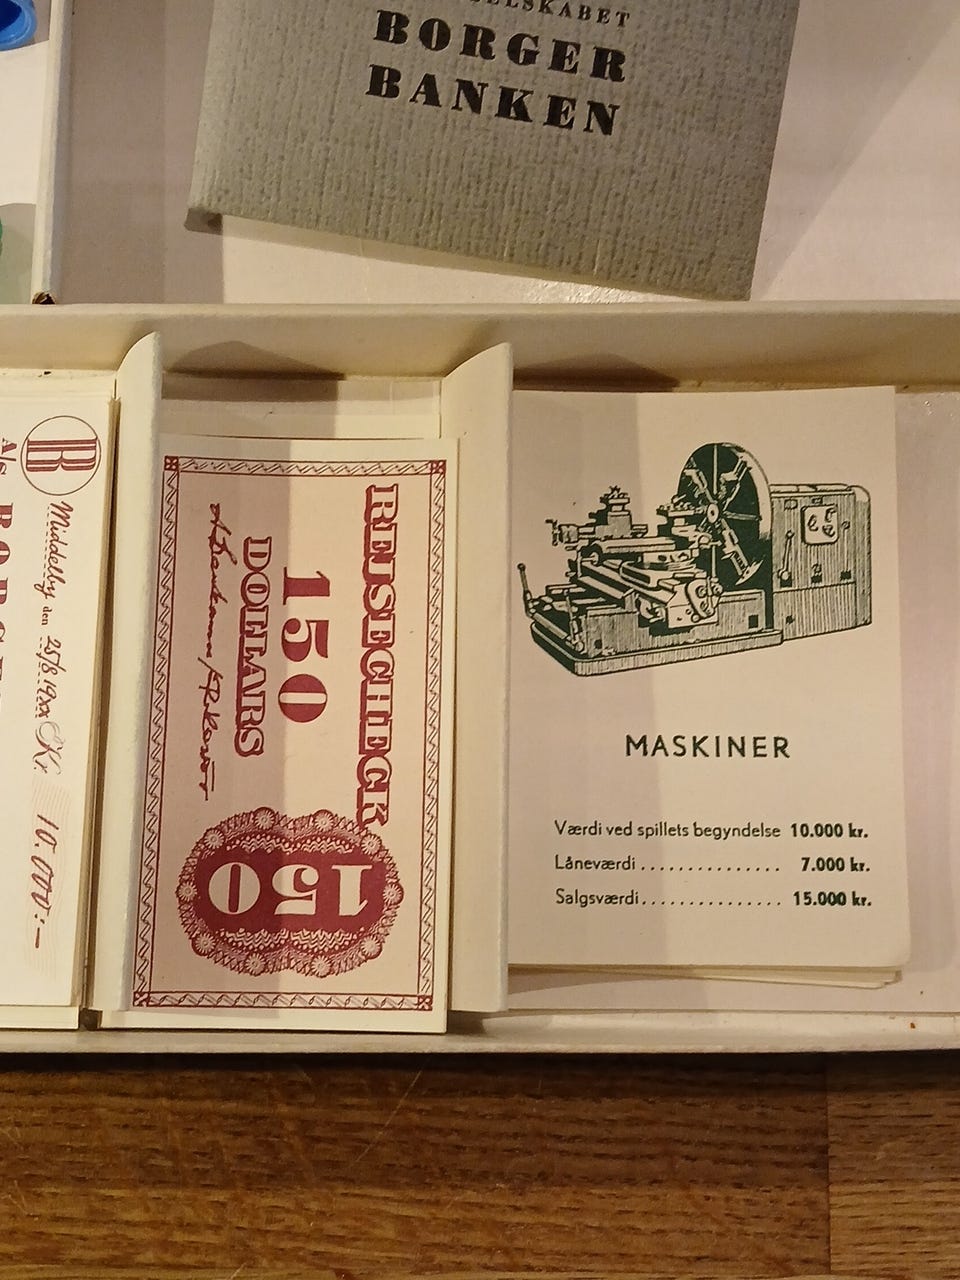 BORGER
BANKEN
B
A/s
Middelby den 25/8 19xx
Kr. 10.000:-
REJSECHECK
150
DOLLARS
150
MASKINER
Værdi ved spillets begyndelse 10.000 kr.
Låneværdi .............. 7.000 kr.
Salgsværdi .............. 15.000 kr.